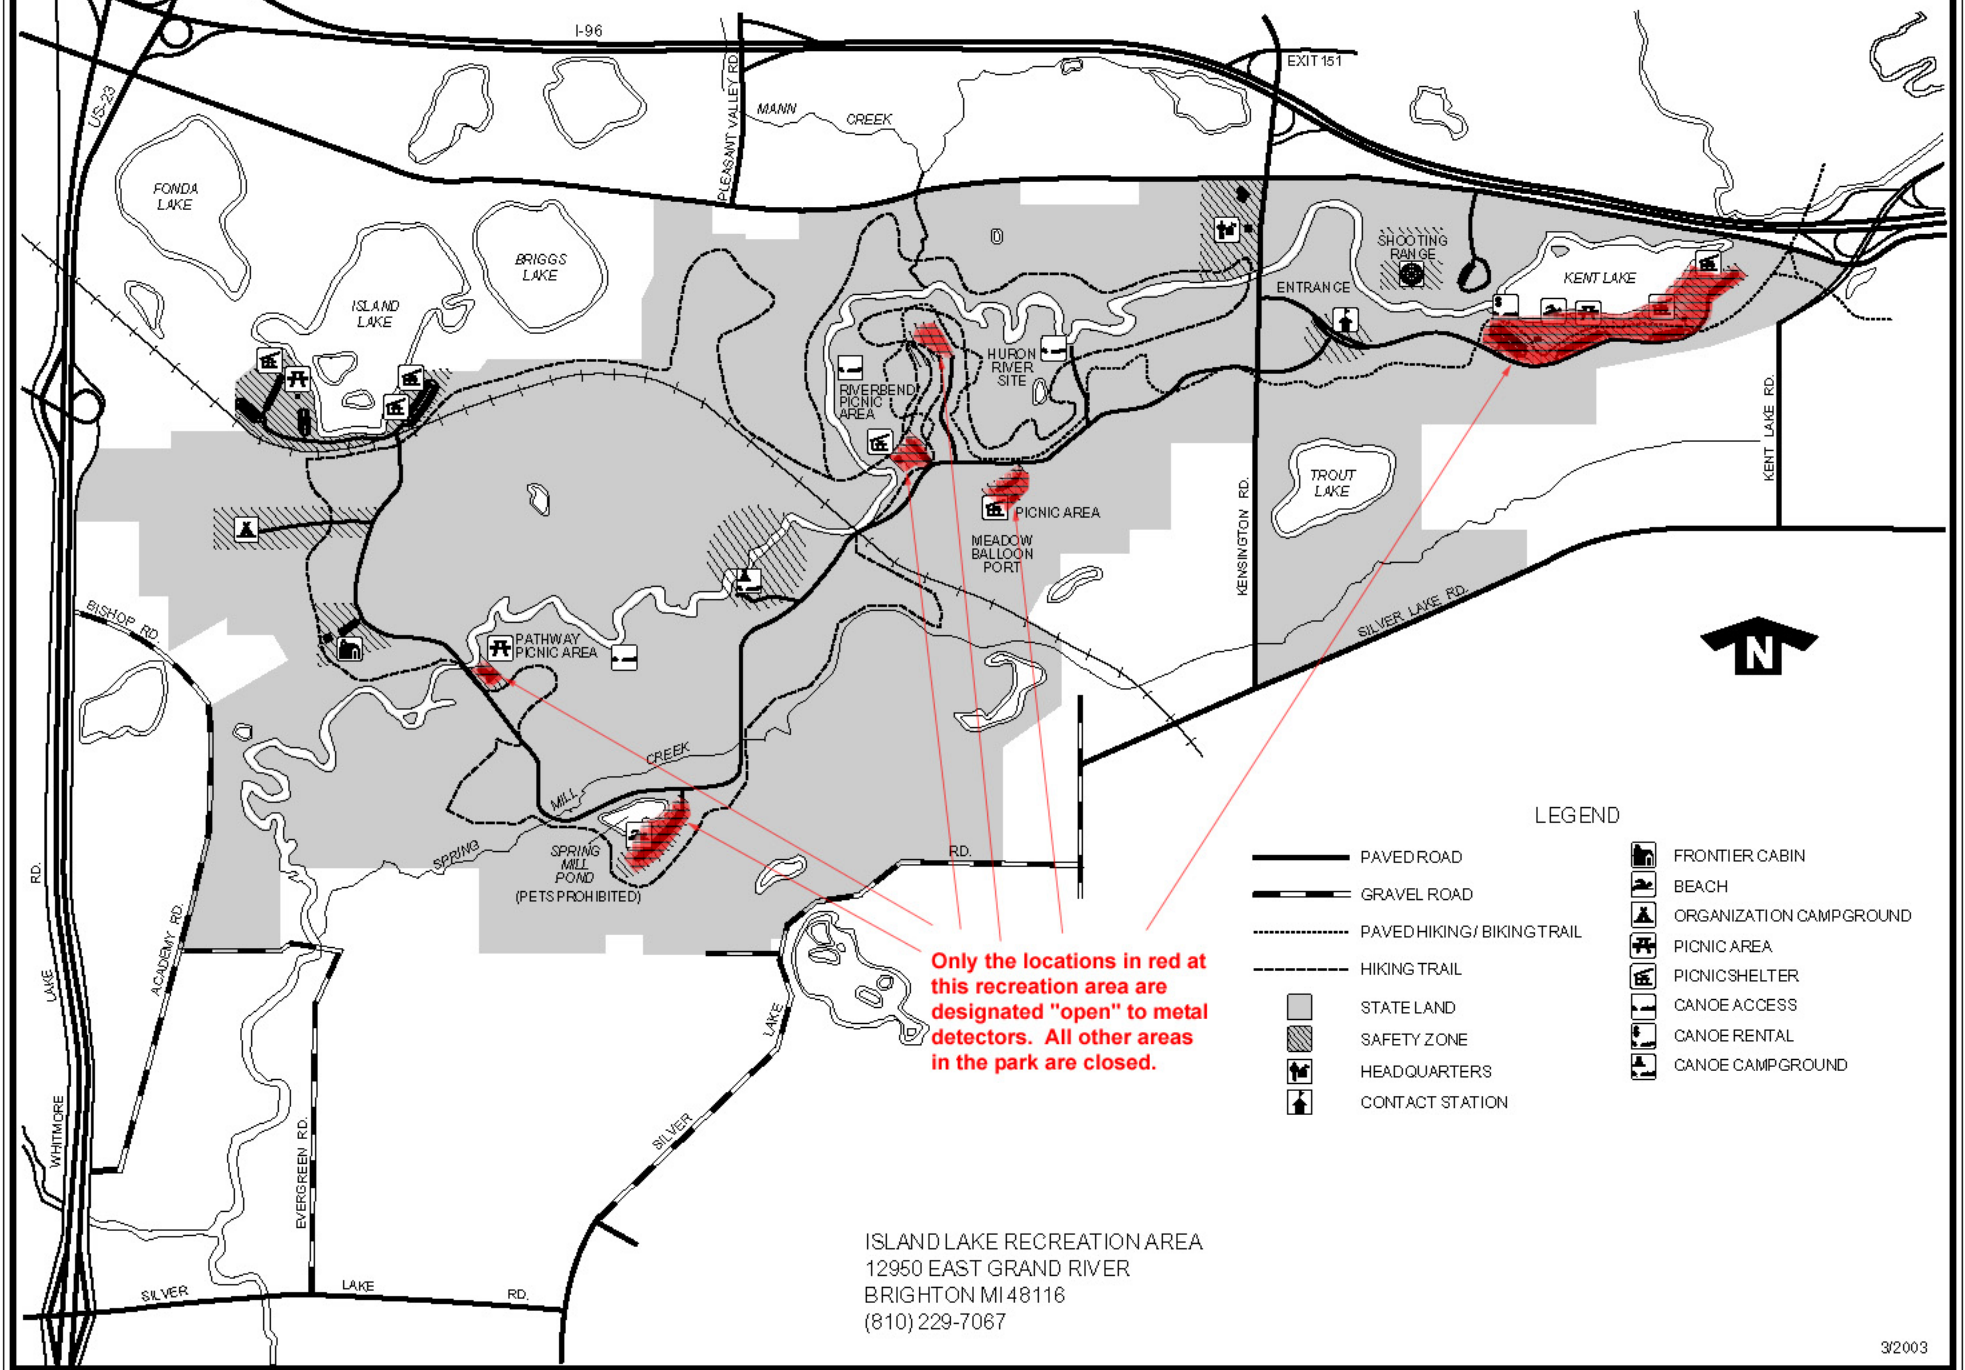 I-96
EXIT 151
US-23
PLEASANT VALLEY RD.
MANN
CREEK
FONDA
LAKE
BRIGGS
LAKE
ISLAND
LAKE
SHOOTING
RANGE
KENT LAKE
ENTRANCE
HURON
RIVER
SITE
RIVERBEND
PICNIC
AREA
KENT LAKE RD.
TROUT
LAKE
PICNIC AREA
MEADOW
BALLOON
PORT
KENSINGTON RD.
SILVER LAKE RD.
BISHOP RD.
PATHWAY
PICNIC AREA
N
CREEK
MILL
SPRING
SPRING
MILL
POND
(PETS PROHIBITED)
RD.
RD.
LAKE
WHITMORE
ACADEMY RD.
EVERGREEN RD.
LAKE
SILVER
SILVER
LAKE
RD.
Only the locations in red at
this recreation area are
designated "open" to metal
detectors. All other areas
in the park are closed.
LEGEND
PAVED ROAD
GRAVEL ROAD
PAVED HIKING / BIKING TRAIL
HIKING TRAIL
STATE LAND
SAFETY ZONE
HEADQUARTERS
CONTACT STATION
FRONTIER CABIN
BEACH
ORGANIZATION CAMPGROUND
PICNIC AREA
PICNIC SHELTER
CANOE ACCESS
CANOE RENTAL
CANOE CAMPGROUND
ISLAND LAKE RECREATION AREA
12950 EAST GRAND RIVER
BRIGHTON MI 48116
(810) 229-7067
3/2003